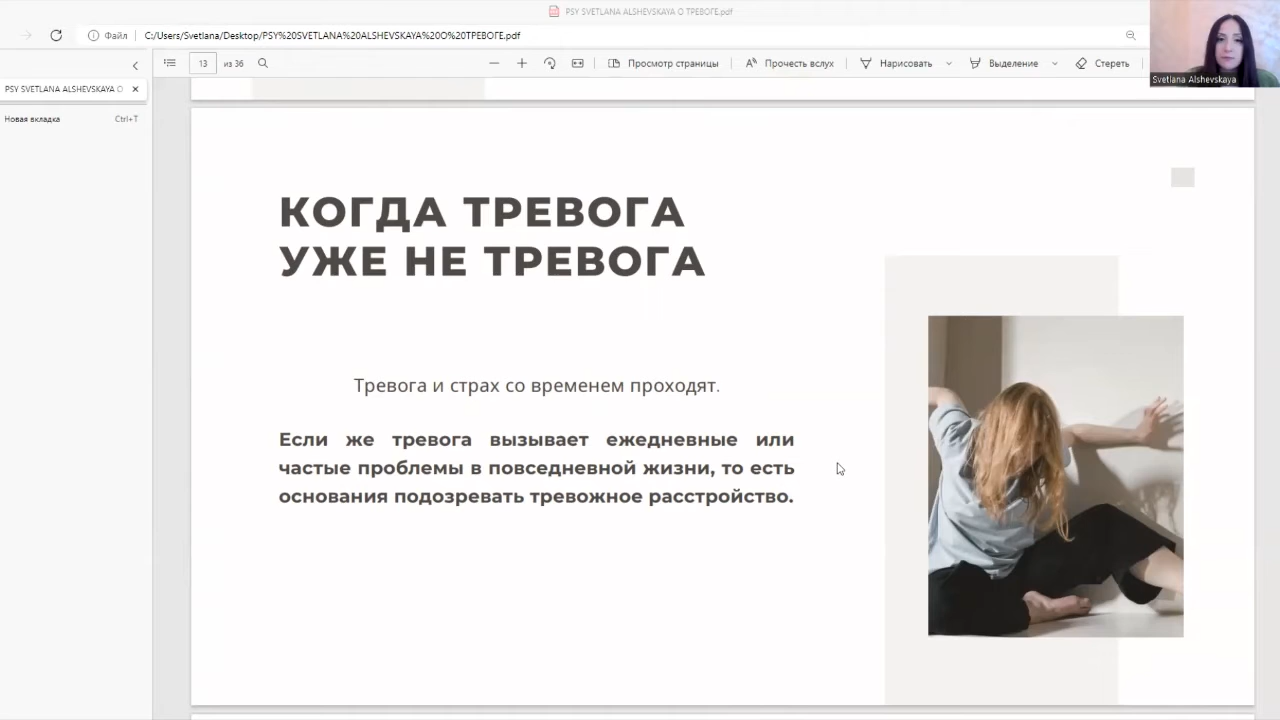 PSY SVETLANA ALSHEVSKAYA О ТРЕВОГЕ.pdf
Файл
C:/Users/Svetlana/Desktop/PSY%20SVETLANA%20ALSHEVSKAYA%20О%20ТРЕВОГЕ.pdf
Svetlana Alshevskaya
13 из 36
Просмотр страницы
Прочесть вслух
Нарисовать
Выделение
Стереть
PSY SVETLANA ALSHEVSKAYA О
Новая вкладка Ctrl+T
КОГДА ТРЕВОГА
УЖЕ НЕ ТРЕВОГА
Тревога и страх со временем проходят.
Если же тревога вызывает ежедневные или
частые проблемы в повседневной жизни, то есть
основания подозревать тревожное расстройство.